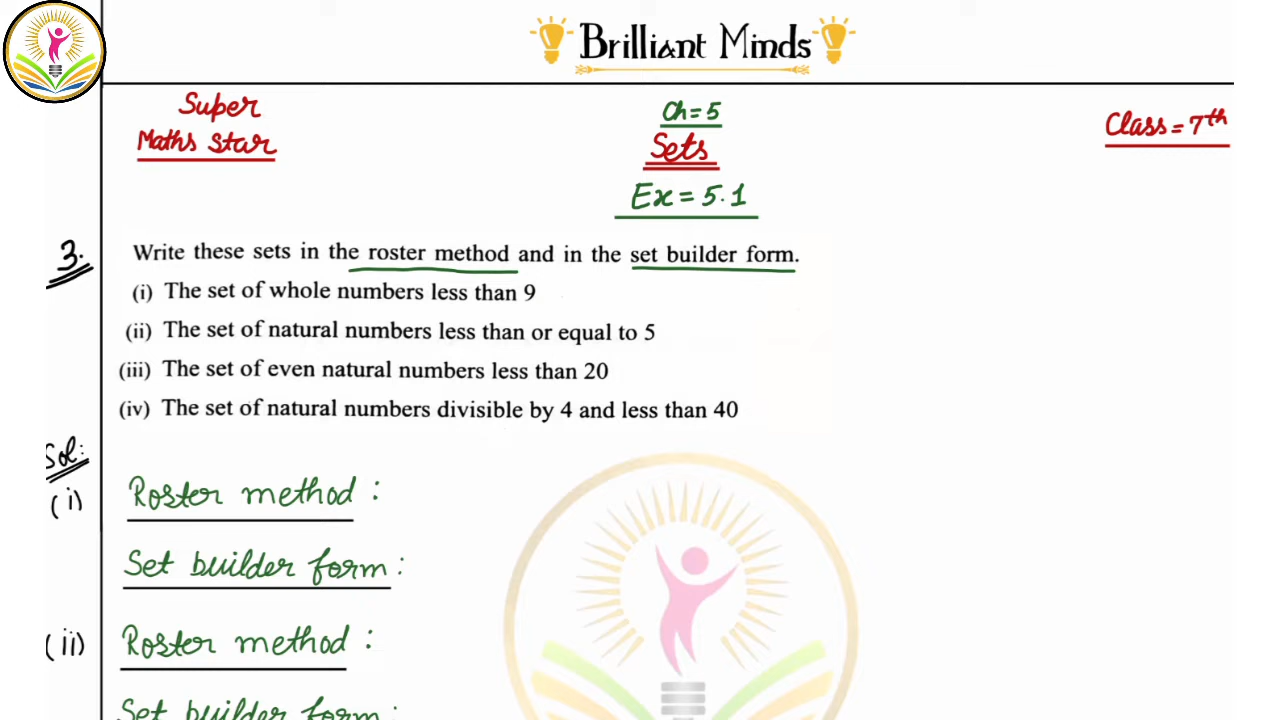 Brilliant Minds
Super
Maths Star
Ch = 5
Sets
Ex = 5.1
Class = 7th
3.
Write these sets in the roster method and in the set builder form.
(i) The set of whole numbers less than 9
(ii) The set of natural numbers less than or equal to 5
(iii) The set of even natural numbers less than 20
(iv) The set of natural numbers divisible by 4 and less than 40
Sol:
(i) Roster method :
Set builder form :
(ii) Roster method :
Set builder form :